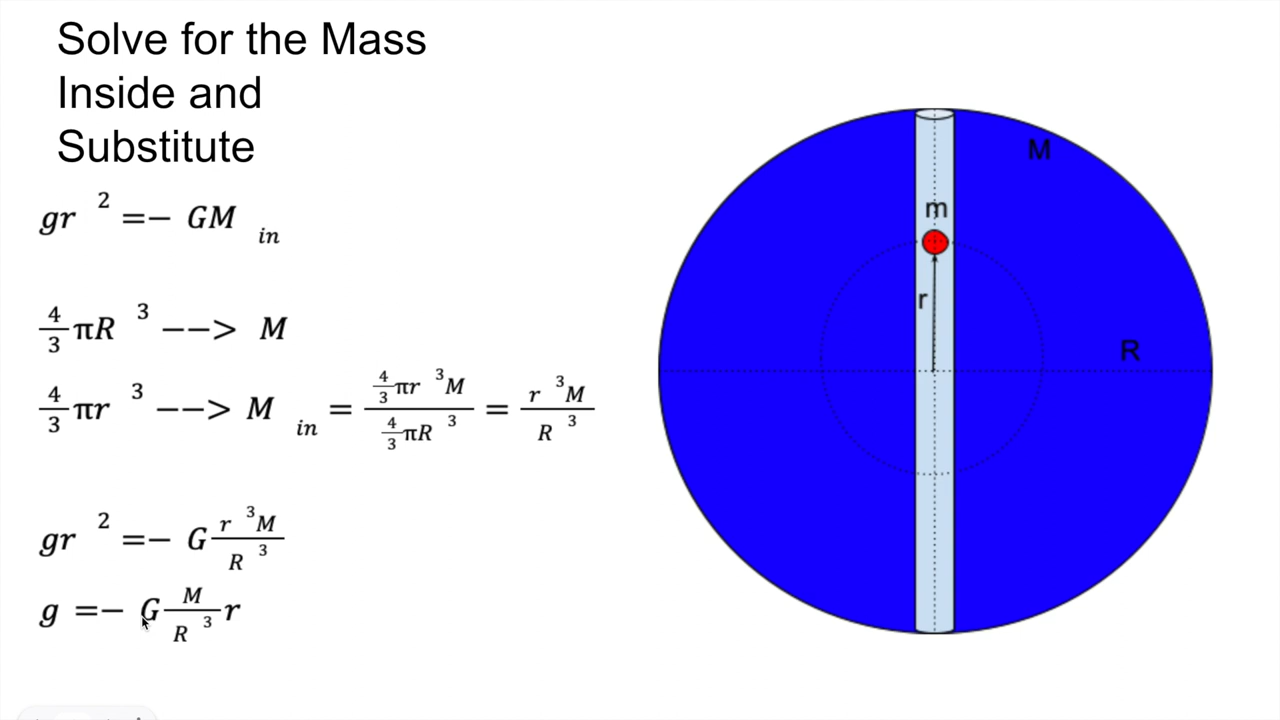 Solve for the Mass
Inside and
Substitute
gr² = − GM_in
4/3 πR³ −−> M
4/3 πr³ −−> M_in = (4/3 πr³M)/(4/3 πR³) = (r³M)/(R³)
gr² = − G (r³M)/(R³)
g = − G (M)/(R³) r
M
m
r
R